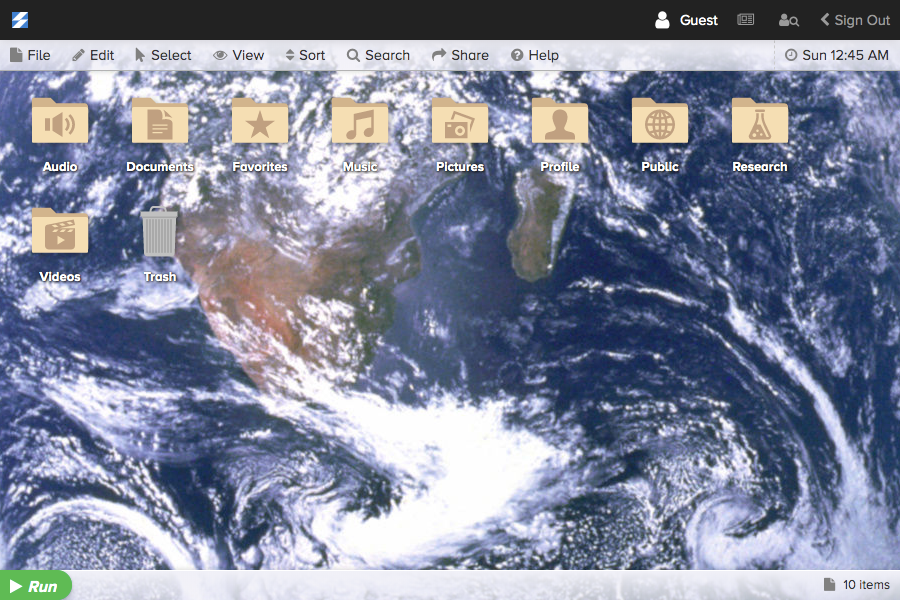 Guest Sign Out
File Edit Select View Sort Search Share Help Sun 12:45 AM
Audio Documents Favorites Music Pictures Profile Public Research
Videos Trash
Run 10 items